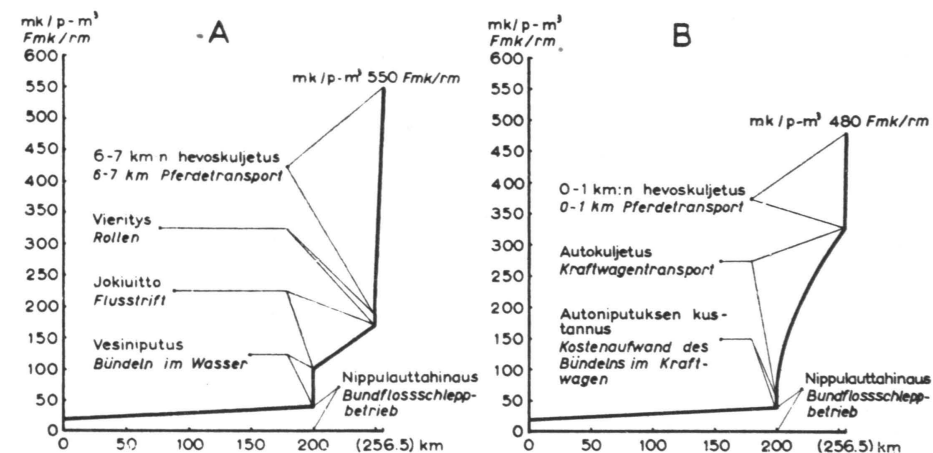 A
mk/p-m³
Fmk/rm
600
550
500
450
400
350
300
250
200
150
100
50
0
mk/p-m³ 550 Fmk/rm
6-7 km n hevoskuljetus
6-7 km Pferdetransport
Vieritys
Rollen
Jokiuitto
Flusstrift
Vesiniputus
Bündeln im Wasser
Nippulauttahinaus
Bundflossschlepp-
betrieb
0 50 100 150 200 (256.5) km
B
mk/p-m³
Fmk/rm
600
550
500
450
400
350
300
250
200
150
100
50
0
mk/p-m³ 480 Fmk/rm
0-1 km:n hevoskuljetus
0-1 km Pferdetransport
Autokuljetus
Kraftwagentransport
Autoniputuksen kus-
tannus
Kostenaufwand des
Bündelns im Kraft-
wagen
Nippulauttahinaus
Bundflossschlepp-
betrieb
0 50 100 150 200 (256.5) km